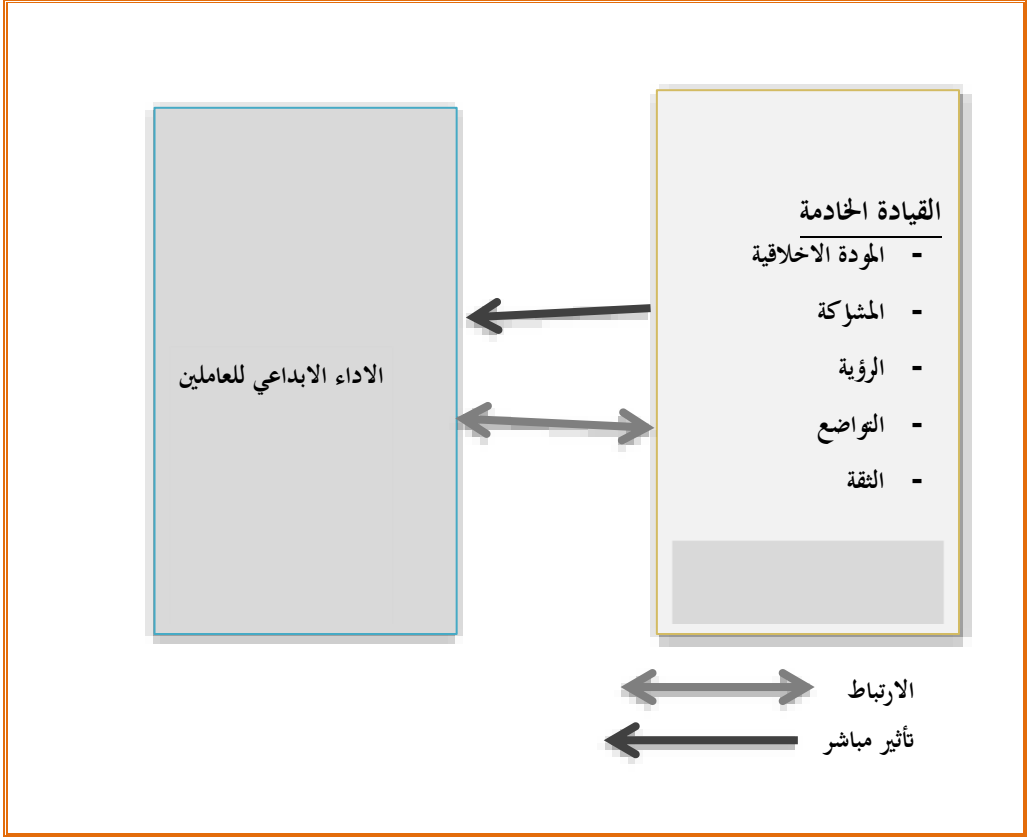 القيادة الخادمة
- المودة الاخلاقية
- المشاركة
- الرؤية
- التواضع
- الثقة
الاداء الابداعي للعاملين
الارتباط
تأثير مباشر